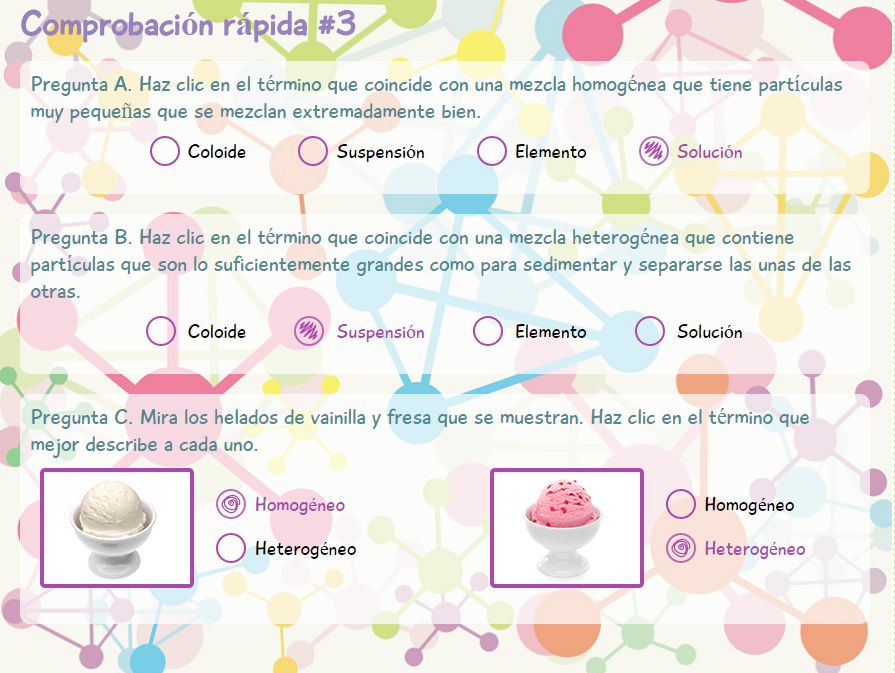 Comprobación rápida #3
Pregunta A. Haz clic en el término que coincide con una mezcla homogénea que tiene partículas
muy pequeñas que se mezclan extremadamente bien.
Coloide Suspensión Elemento Solución
Pregunta B. Haz clic en el término que coincide con una mezcla heterogénea que contiene
partículas que son lo suficientemente grandes como para sedimentar y separarse las unas de las
otras.
Coloide Suspensión Elemento Solución
Pregunta C. Mira los helados de vainilla y fresa que se muestran. Haz clic en el término que
mejor describe a cada uno.
Homogéneo
Heterogéneo
Homogéneo
Heterogéneo